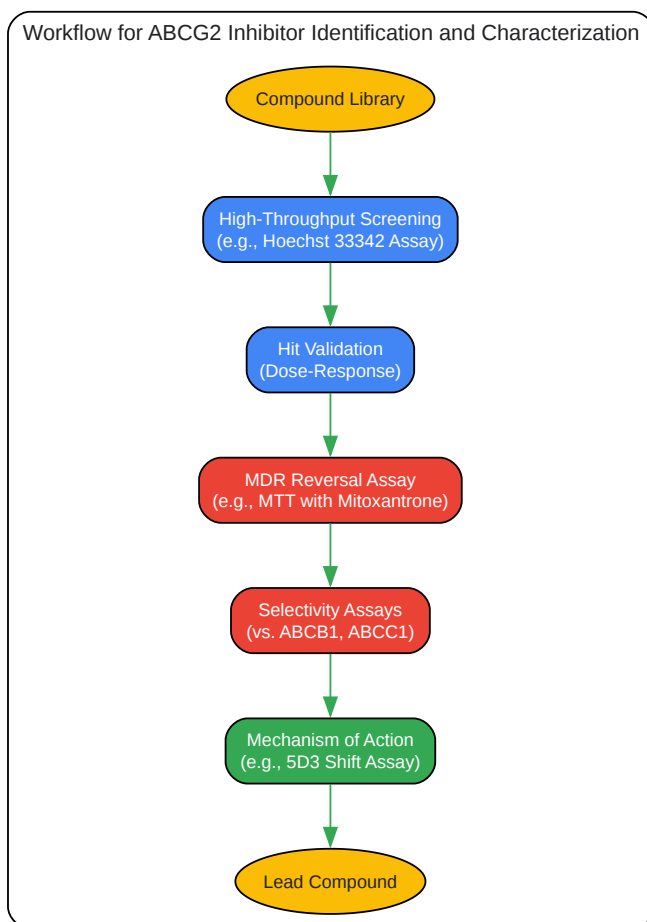 Workflow for ABCG2 Inhibitor Identification and Characterization
Compound Library
High-Throughput Screening
(e.g., Hoechst 33342 Assay)
Hit Validation
(Dose-Response)
MDR Reversal Assay
(e.g., MTT with Mitoxantrone)
Selectivity Assays
(vs. ABCB1, ABCC1)
Mechanism of Action
(e.g., 5D3 Shift Assay)
Lead Compound